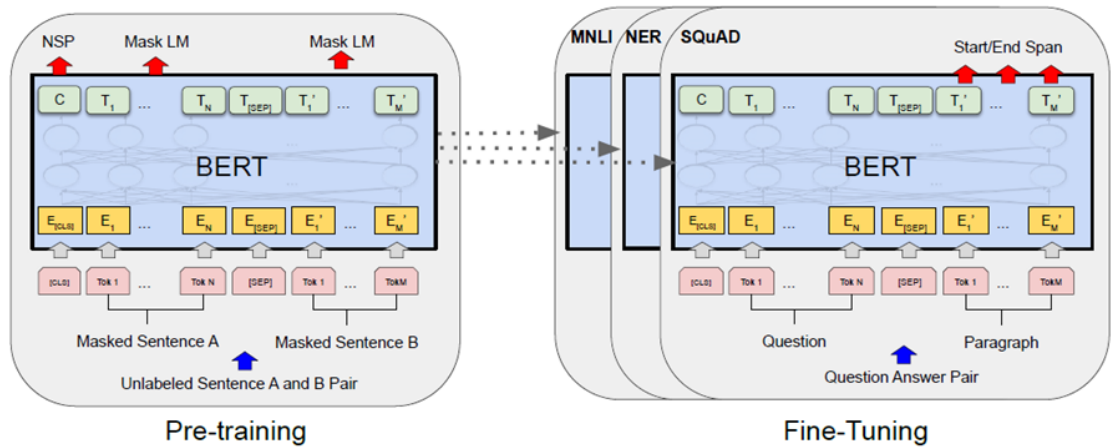 NSP Mask LM Mask LM
C T1 ... TN T[SEP] T1' ... TM'
BERT
E[CLS] E1 ... EN E[SEP] E1' ... EM'
[CLS] Tok 1 ... Tok N [SEP] Tok 1 ... TokM
Masked Sentence A Masked Sentence B
Unlabeled Sentence A and B Pair
Pre-training
MNLI NER SQuAD
Start/End Span
C T1 ... TN T[SEP] T1' ... TM'
BERT
E[CLS] E1 ... EN E[SEP] E1' ... EM'
[CLS] Tok 1 ... Tok N [SEP] Tok 1 ... TokM
Question Paragraph
Question Answer Pair
Fine-Tuning